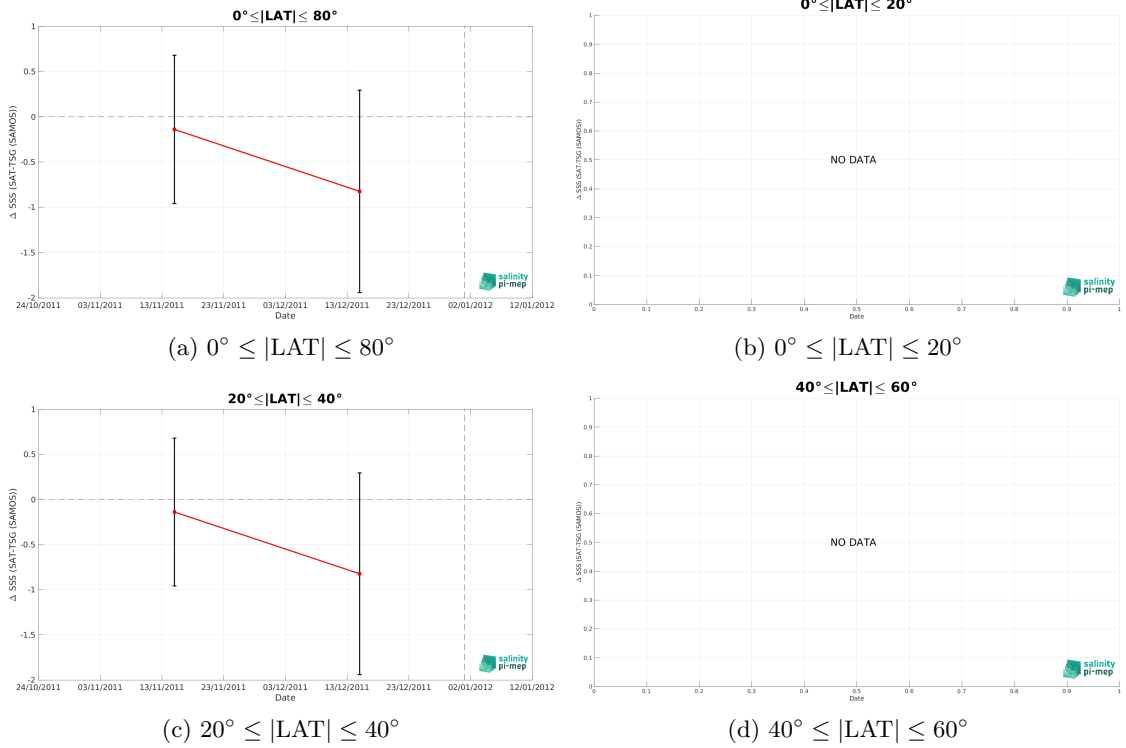 0°≤|LAT|≤ 80°
Δ SSS (SAT-TSG (SAMOS))
1
0.5
0
-0.5
-1
-1.5
-2
24/10/2011 03/11/2011 13/11/2011 23/11/2011 03/12/2011 13/12/2011 23/12/2011 02/01/2012 12/01/2012
Date
salinity
pi-mep
(a) 0° ≤ |LAT| ≤ 80°
0°≤|LAT|≤ 20°
Δ SSS (SAT-TSG (SAMOS))
1
0.9
0.8
0.7
0.6
0.5
0.4
0.3
0.2
0.1
0
NO DATA
0 0.1 0.2 0.3 0.4 0.5 0.6 0.7 0.8 0.9 1
Date
salinity
pi-mep
(b) 0° ≤ |LAT| ≤ 20°
20°≤|LAT|≤ 40°
Δ SSS (SAT-TSG (SAMOS))
1
0.5
0
-0.5
-1
-1.5
-2
24/10/2011 03/11/2011 13/11/2011 23/11/2011 03/12/2011 13/12/2011 23/12/2011 02/01/2012 12/01/2012
Date
salinity
pi-mep
(c) 20° ≤ |LAT| ≤ 40°
40°≤|LAT|≤ 60°
Δ SSS (SAT-TSG (SAMOS))
1
0.9
0.8
0.7
0.6
0.5
0.4
0.3
0.2
0.1
0
NO DATA
0 0.1 0.2 0.3 0.4 0.5 0.6 0.7 0.8 0.9 1
Date
salinity
pi-mep
(d) 40° ≤ |LAT| ≤ 60°